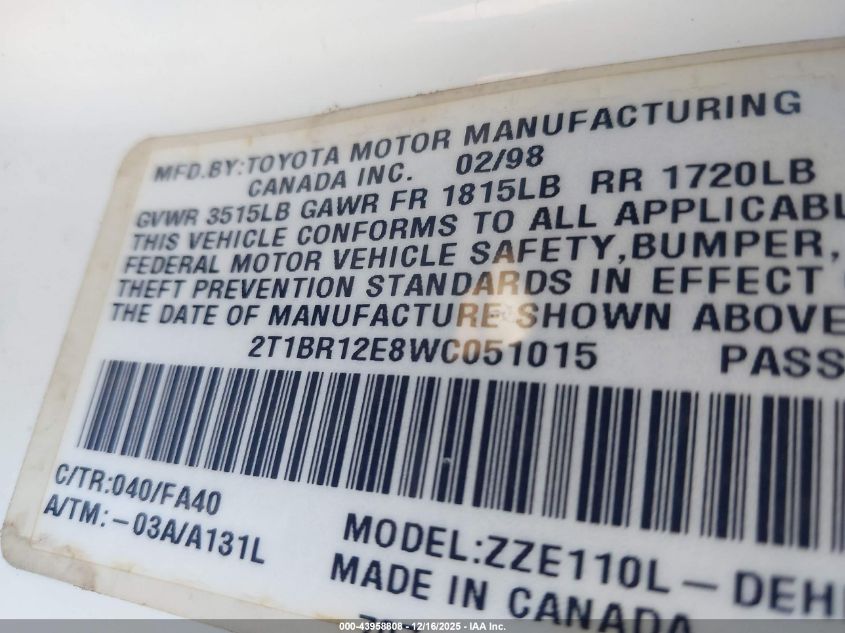 MFD.BY:TOYOTA MOTOR MANUFACTURING
CANADA INC. 02/98
GVWR 3515LB GAWR FR 1815LB RR 1720LB
THIS VEHICLE CONFORMS TO ALL APPLICABL
FEDERAL MOTOR VEHICLE SAFETY,BUMPER,
THEFT PREVENTION STANDARDS IN EFFECT
THE DATE OF MANUFACTURE SHOWN ABOVE
2T1BR12E8WC051015 PASS
C/TR:040/FA40
A/TM:-03A/A131L
MODEL:ZZE110L-DEH
MADE IN CANADA
000-43958808 - 12/16/2025 - IAA Inc.